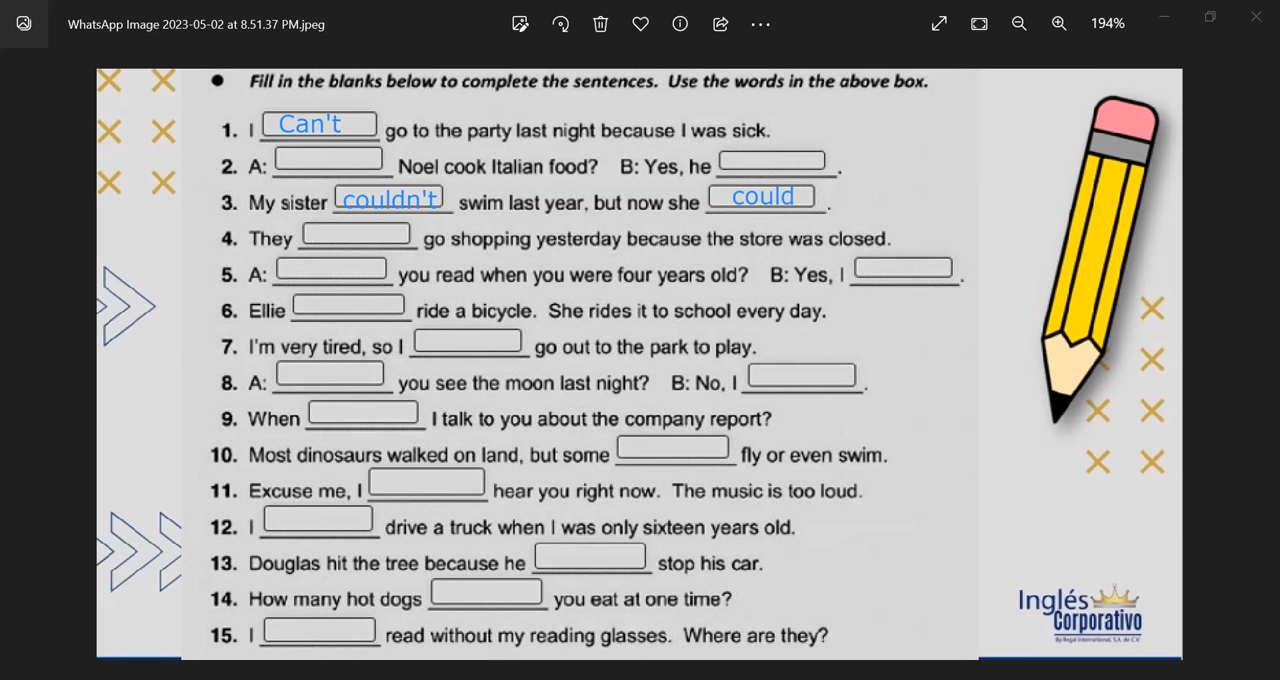 WhatsApp Image 2023-05-02 at 8.51.37 PM.jpeg
194%
Fill in the blanks below to complete the sentences. Use the words in the above box.
1. I Can't go to the party last night because I was sick.
2. A: Noel cook Italian food? B: Yes, he .
3. My sister couldn't swim last year, but now she could .
4. They go shopping yesterday because the store was closed.
5. A: you read when you were four years old? B: Yes, I .
6. Ellie ride a bicycle. She rides it to school every day.
7. I'm very tired, so I go out to the park to play.
8. A: you see the moon last night? B: No, I .
9. When I talk to you about the company report?
10. Most dinosaurs walked on land, but some fly or even swim.
11. Excuse me, I hear you right now. The music is too loud.
12. I drive a truck when I was only sixteen years old.
13. Douglas hit the tree because he stop his car.
14. How many hot dogs you eat at one time?
15. I read without my reading glasses. Where are they?
Inglés
Corporativo
By Regal International, S.A. de C.V.